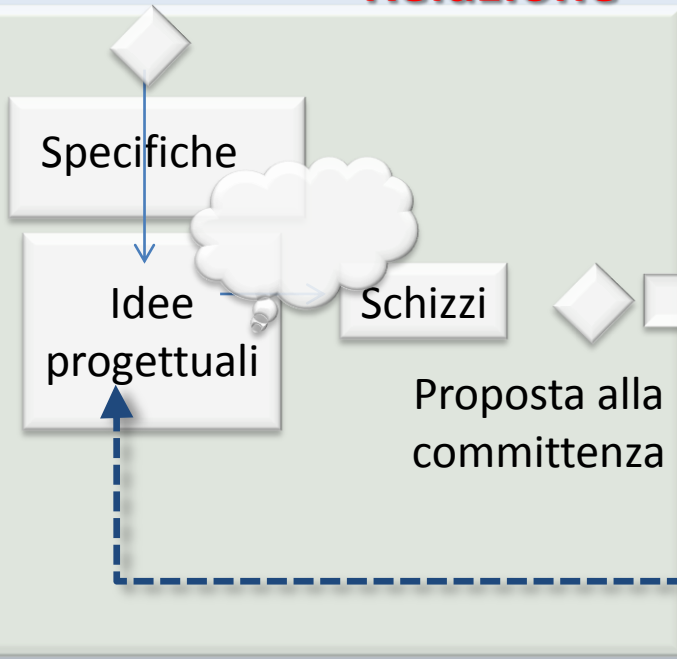 Specifiche
Idee
progettuali
Schizzi
Proposta alla
committenza